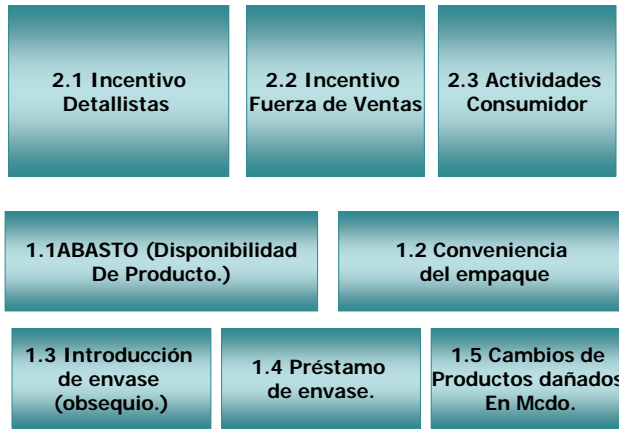 2.1 Incentivo
Detallistas
2.2 Incentivo
Fuerza de Ventas
2.3 Actividades
Consumidor
1.1ABASTO (Disponibilidad
De Producto.)
1.2 Conveniencia
del empaque
1.3 Introducción
de envase
(obsequio.)
1.4 Préstamo
de envase.
1.5 Cambios de
Productos dañados
En Mcdo.